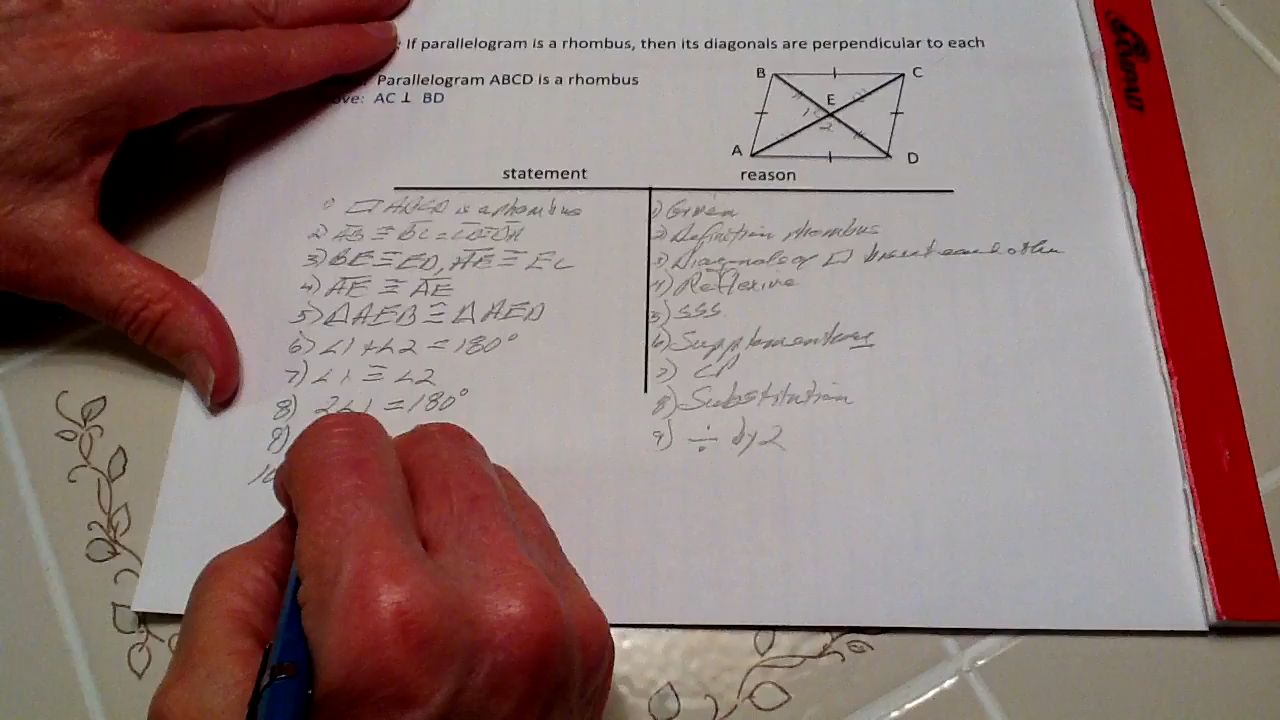 : If parallelogram is a rhombus, then its diagonals are perpendicular to each
Parallelogram ABCD is a rhombus
ove: AC ⊥ BD
B
C
E
1
2
A
D
statement
reason
1) ▱ ABCD is a rhombus
1) Given
2) AB ≅ BC ≅ CD ≅ DA
2) Definition rhombus
3) BE ≅ ED, AE ≅ EC
3) Diagonals of ▱ bisect each other
4) AE ≅ AE
4) Reflexive
5) △AEB ≅ △AED
5) SSS
6) ∠1 + ∠2 = 180°
6) Supplementary
7) ∠1 ≅ ∠2
7) CP
8) 2∠1 = 180°
8) Substitution
9)
9) ÷ by 2
10